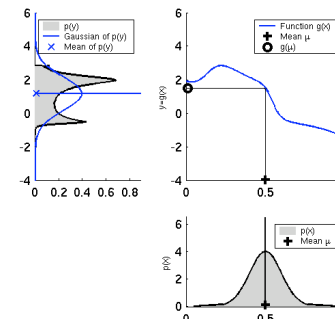 6
4
2
0
-2
-4
0 0.2 0.4 0.6 0.8
p(y)
Gaussian of p(y)
Mean of p(y)
6
4
2
0
-2
-4
0 0.5
y=g(x)
Function g(x)
Mean μ
g(μ)
6
4
2
0
0.5
p(x)
p(x)
Mean μ